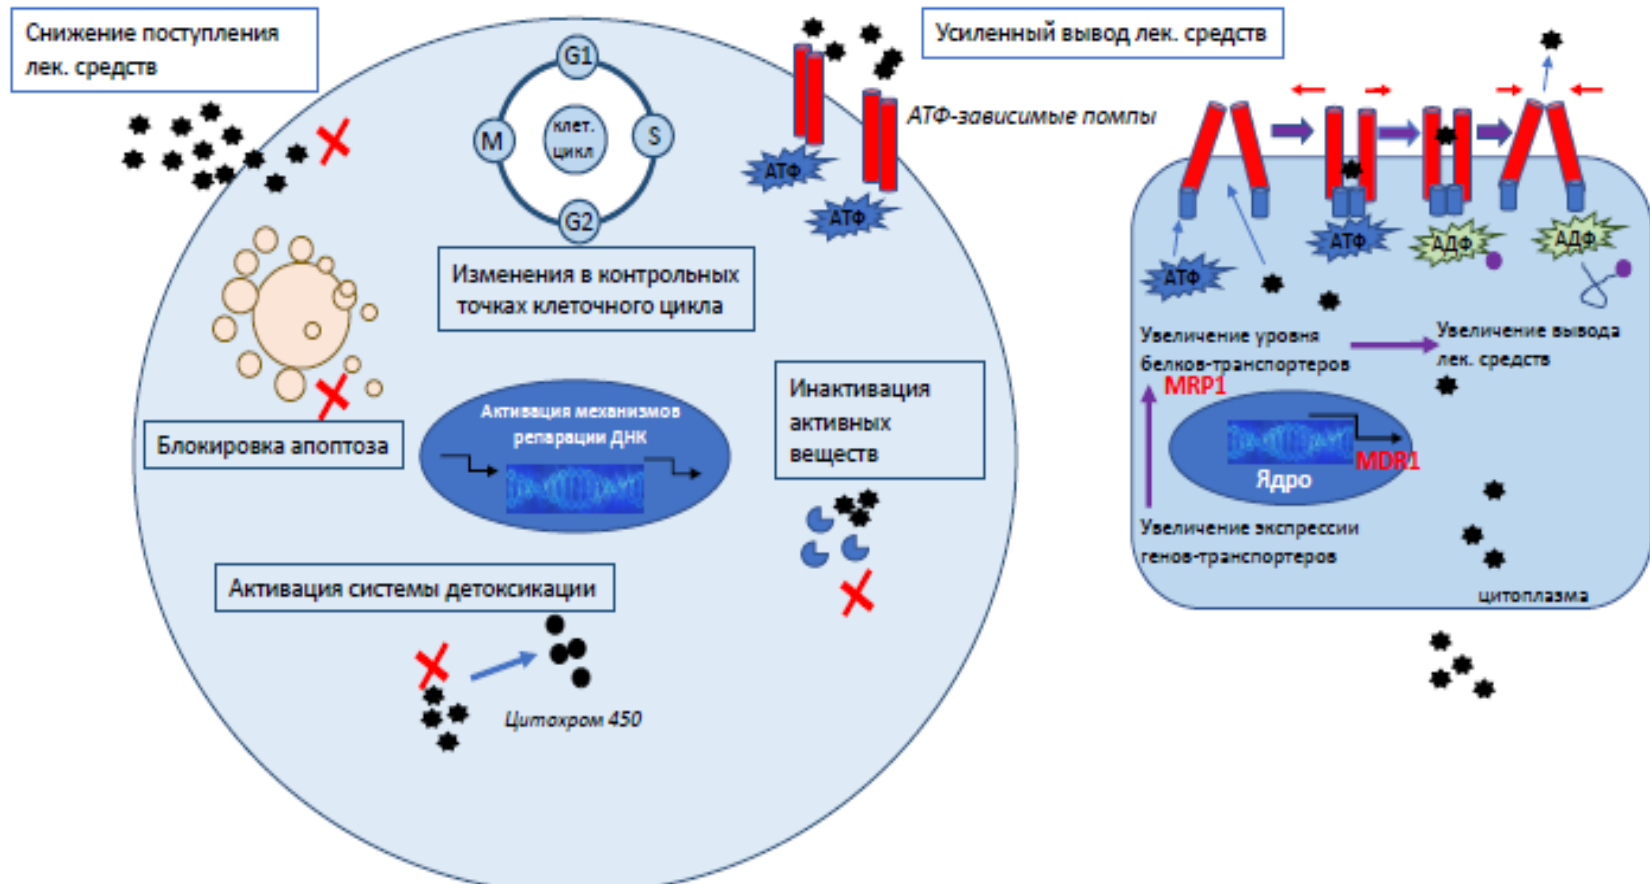 Снижение поступления
лек. средств
G1
M
клет.
цикл
S
G2
Изменения в контрольных
точках клеточного цикла
АТФ
АТФ
Усиленный вывод лек. средств
АТФ-зависимые помпы
Блокировка апоптоза
Активация механизмов
репарации ДНК
Инактивация
активных
веществ
Активация системы детоксикации
Цитохром 450
АТФ
АТФ
АДФ
АДФ
Увеличение уровня
белков-транспортеров
Увеличение вывода
лек. средств
MRP1
MDR1
Ядро
Увеличение экспрессии
генов-транспортеров
цитоплазма